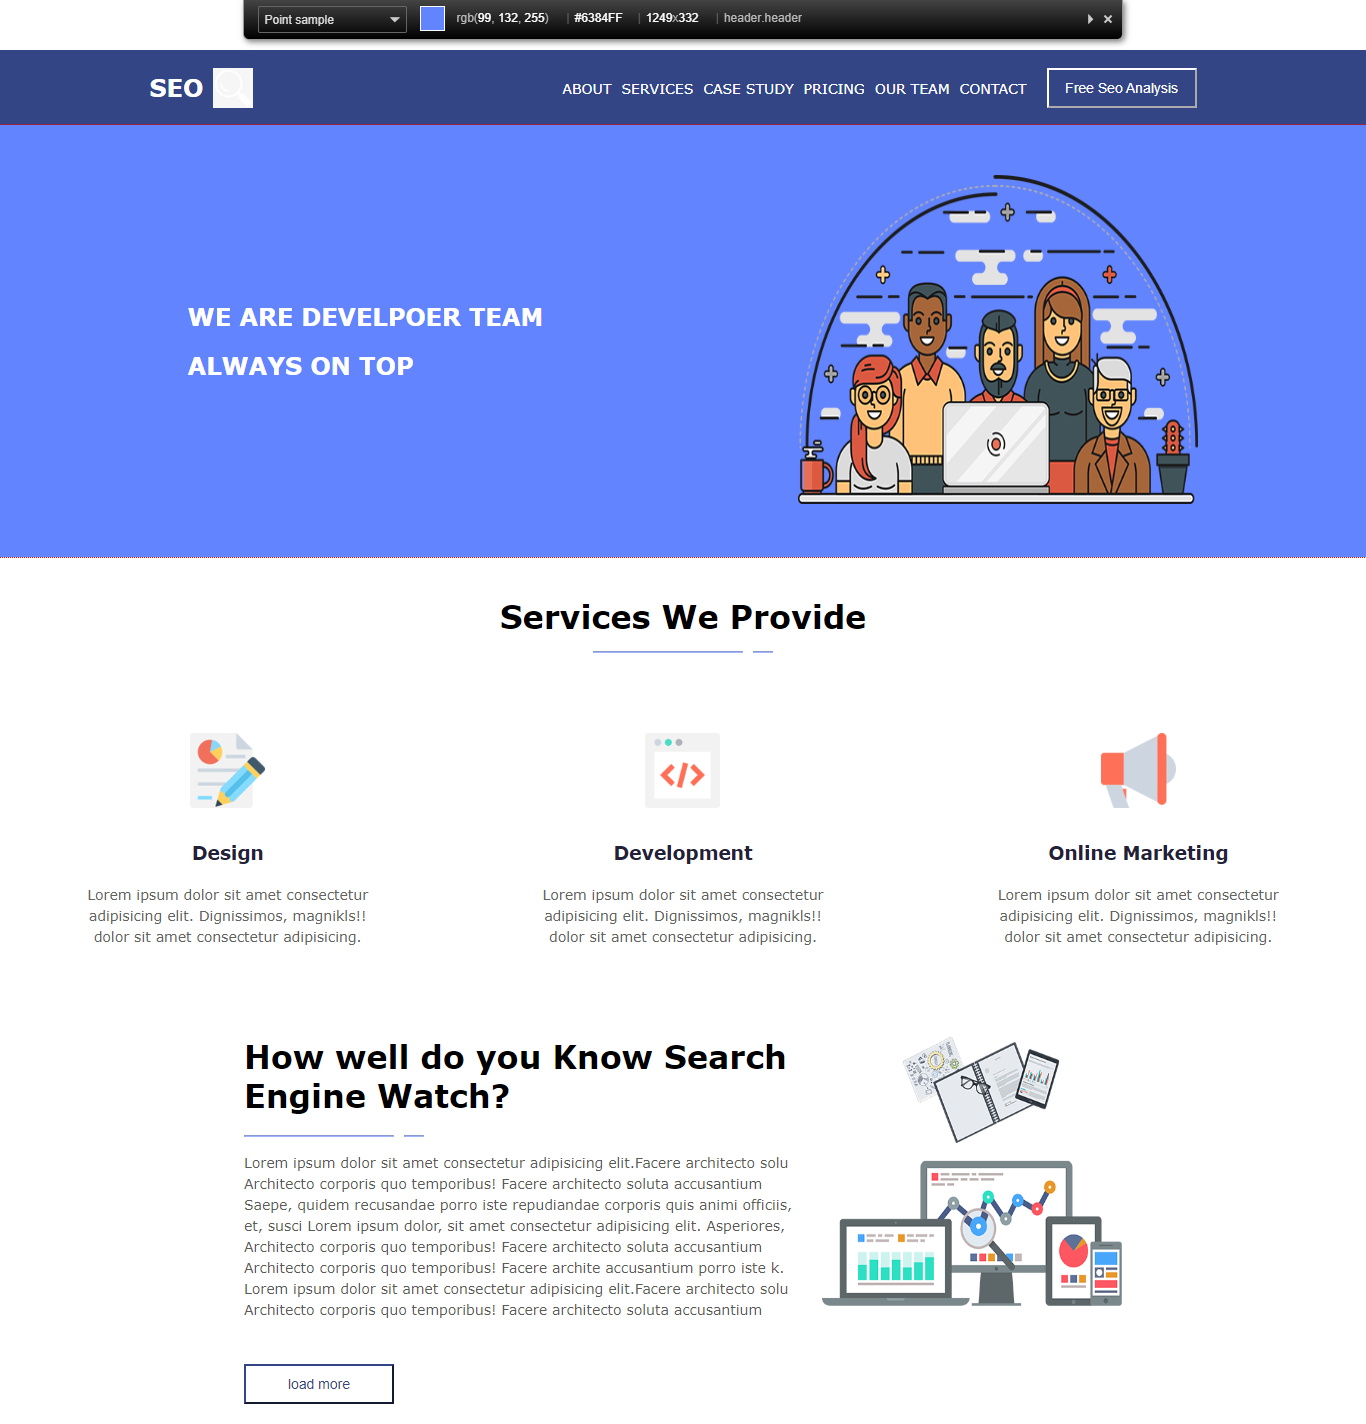 Point sample rgb(99, 132, 255) | #6384FF | 1249x332 | header.header
SEO ABOUT SERVICES CASE STUDY PRICING OUR TEAM CONTACT Free Seo Analysis
WE ARE DEVELPOER TEAM
ALWAYS ON TOP
Services We Provide
Design
Lorem ipsum dolor sit amet consectetur
adipisicing elit. Dignissimos, magnikls!!
dolor sit amet consectetur adipisicing.
Development
Lorem ipsum dolor sit amet consectetur
adipisicing elit. Dignissimos, magnikls!!
dolor sit amet consectetur adipisicing.
Online Marketing
Lorem ipsum dolor sit amet consectetur
adipisicing elit. Dignissimos, magnikls!!
dolor sit amet consectetur adipisicing.
How well do you Know Search
Engine Watch?
Lorem ipsum dolor sit amet consectetur adipisicing elit.Facere architecto solu
Architecto corporis quo temporibus! Facere architecto soluta accusantium
Saepe, quidem recusandae porro iste repudiandae corporis quis animi officiis,
et, susci Lorem ipsum dolor, sit amet consectetur adipisicing elit. Asperiores,
Architecto corporis quo temporibus! Facere architecto soluta accusantium
Architecto corporis quo temporibus! Facere archite accusantium porro iste k.
Lorem ipsum dolor sit amet consectetur adipisicing elit.Facere architecto solu
Architecto corporis quo temporibus! Facere architecto soluta accusantium
load more